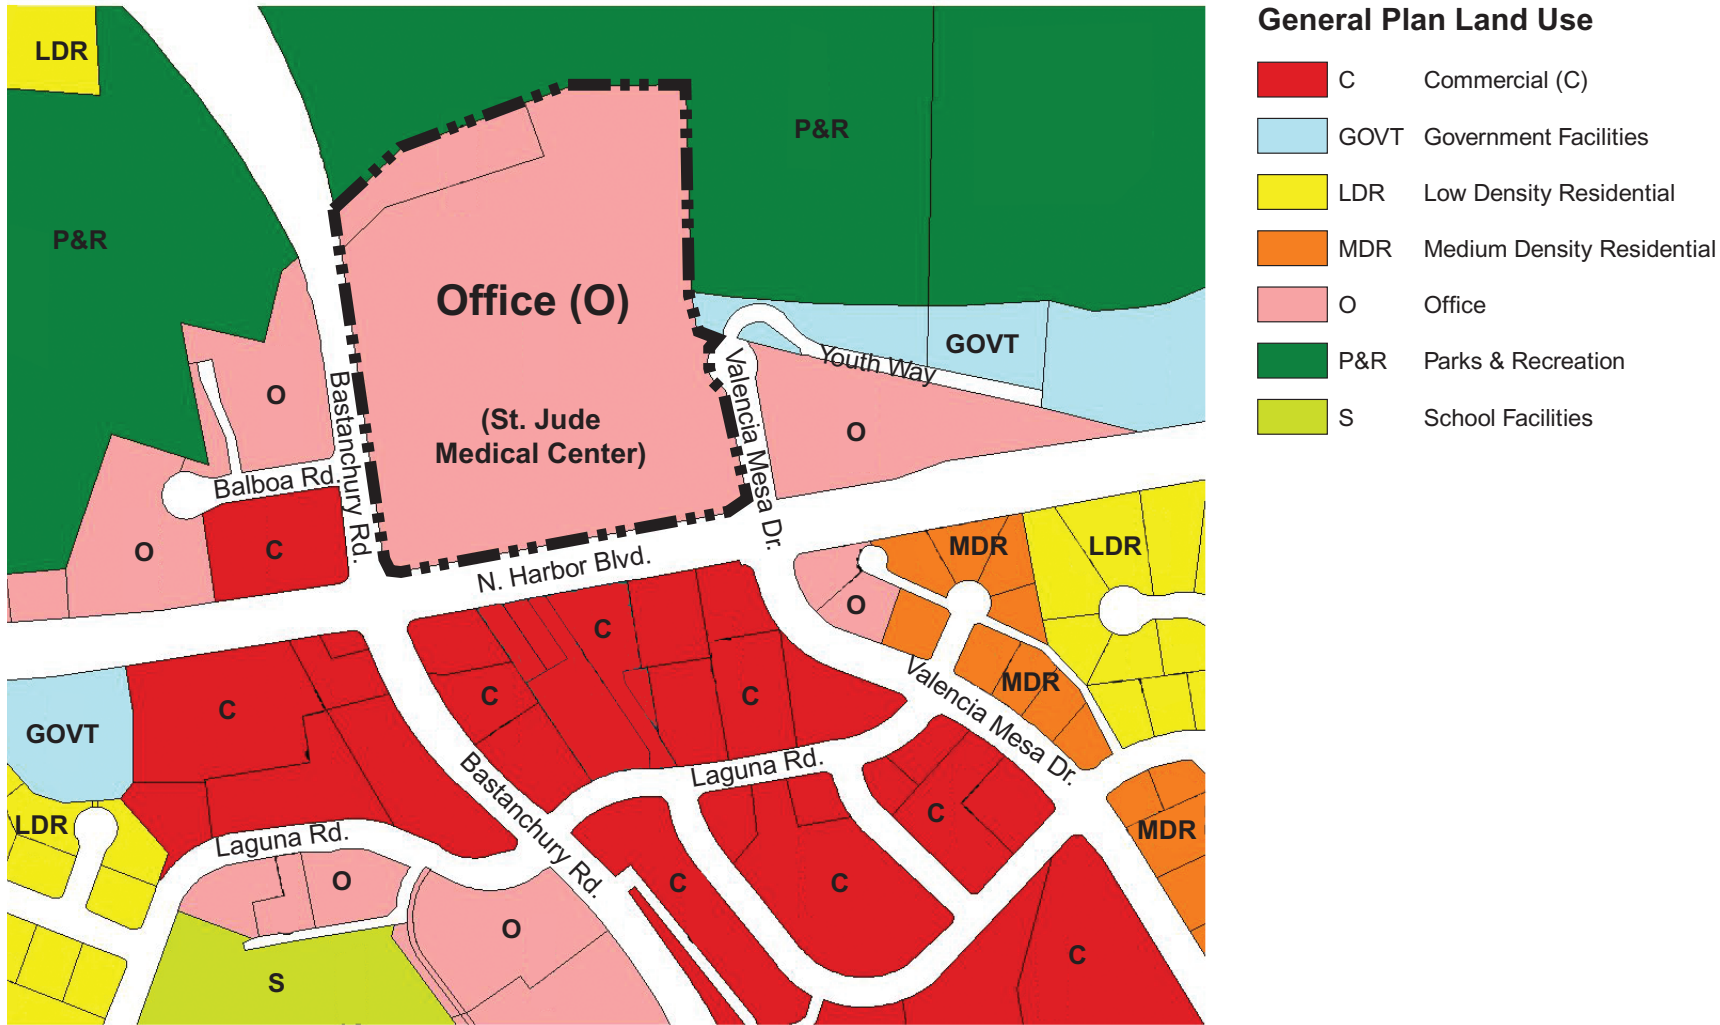 General Plan Land Use
C Commercial (C)
GOVT Government Facilities
LDR Low Density Residential
MDR Medium Density Residential
O Office
P&R Parks & Recreation
S School Facilities
LDR
P&R
P&R
Office (O)
(St. Jude
Medical Center)
GOVT
Youth Way
Valencia Mesa Dr.
O
O
Bastanchury Rd.
Balboa Rd.
O
C
N. Harbor Blvd.
MDR
LDR
O
C
MDR
Valencia Mesa Dr.
C
C
C
GOVT
Laguna Rd.
Bastanchury Rd.
C
MDR
LDR
Laguna Rd.
O
C
C
O
C
S